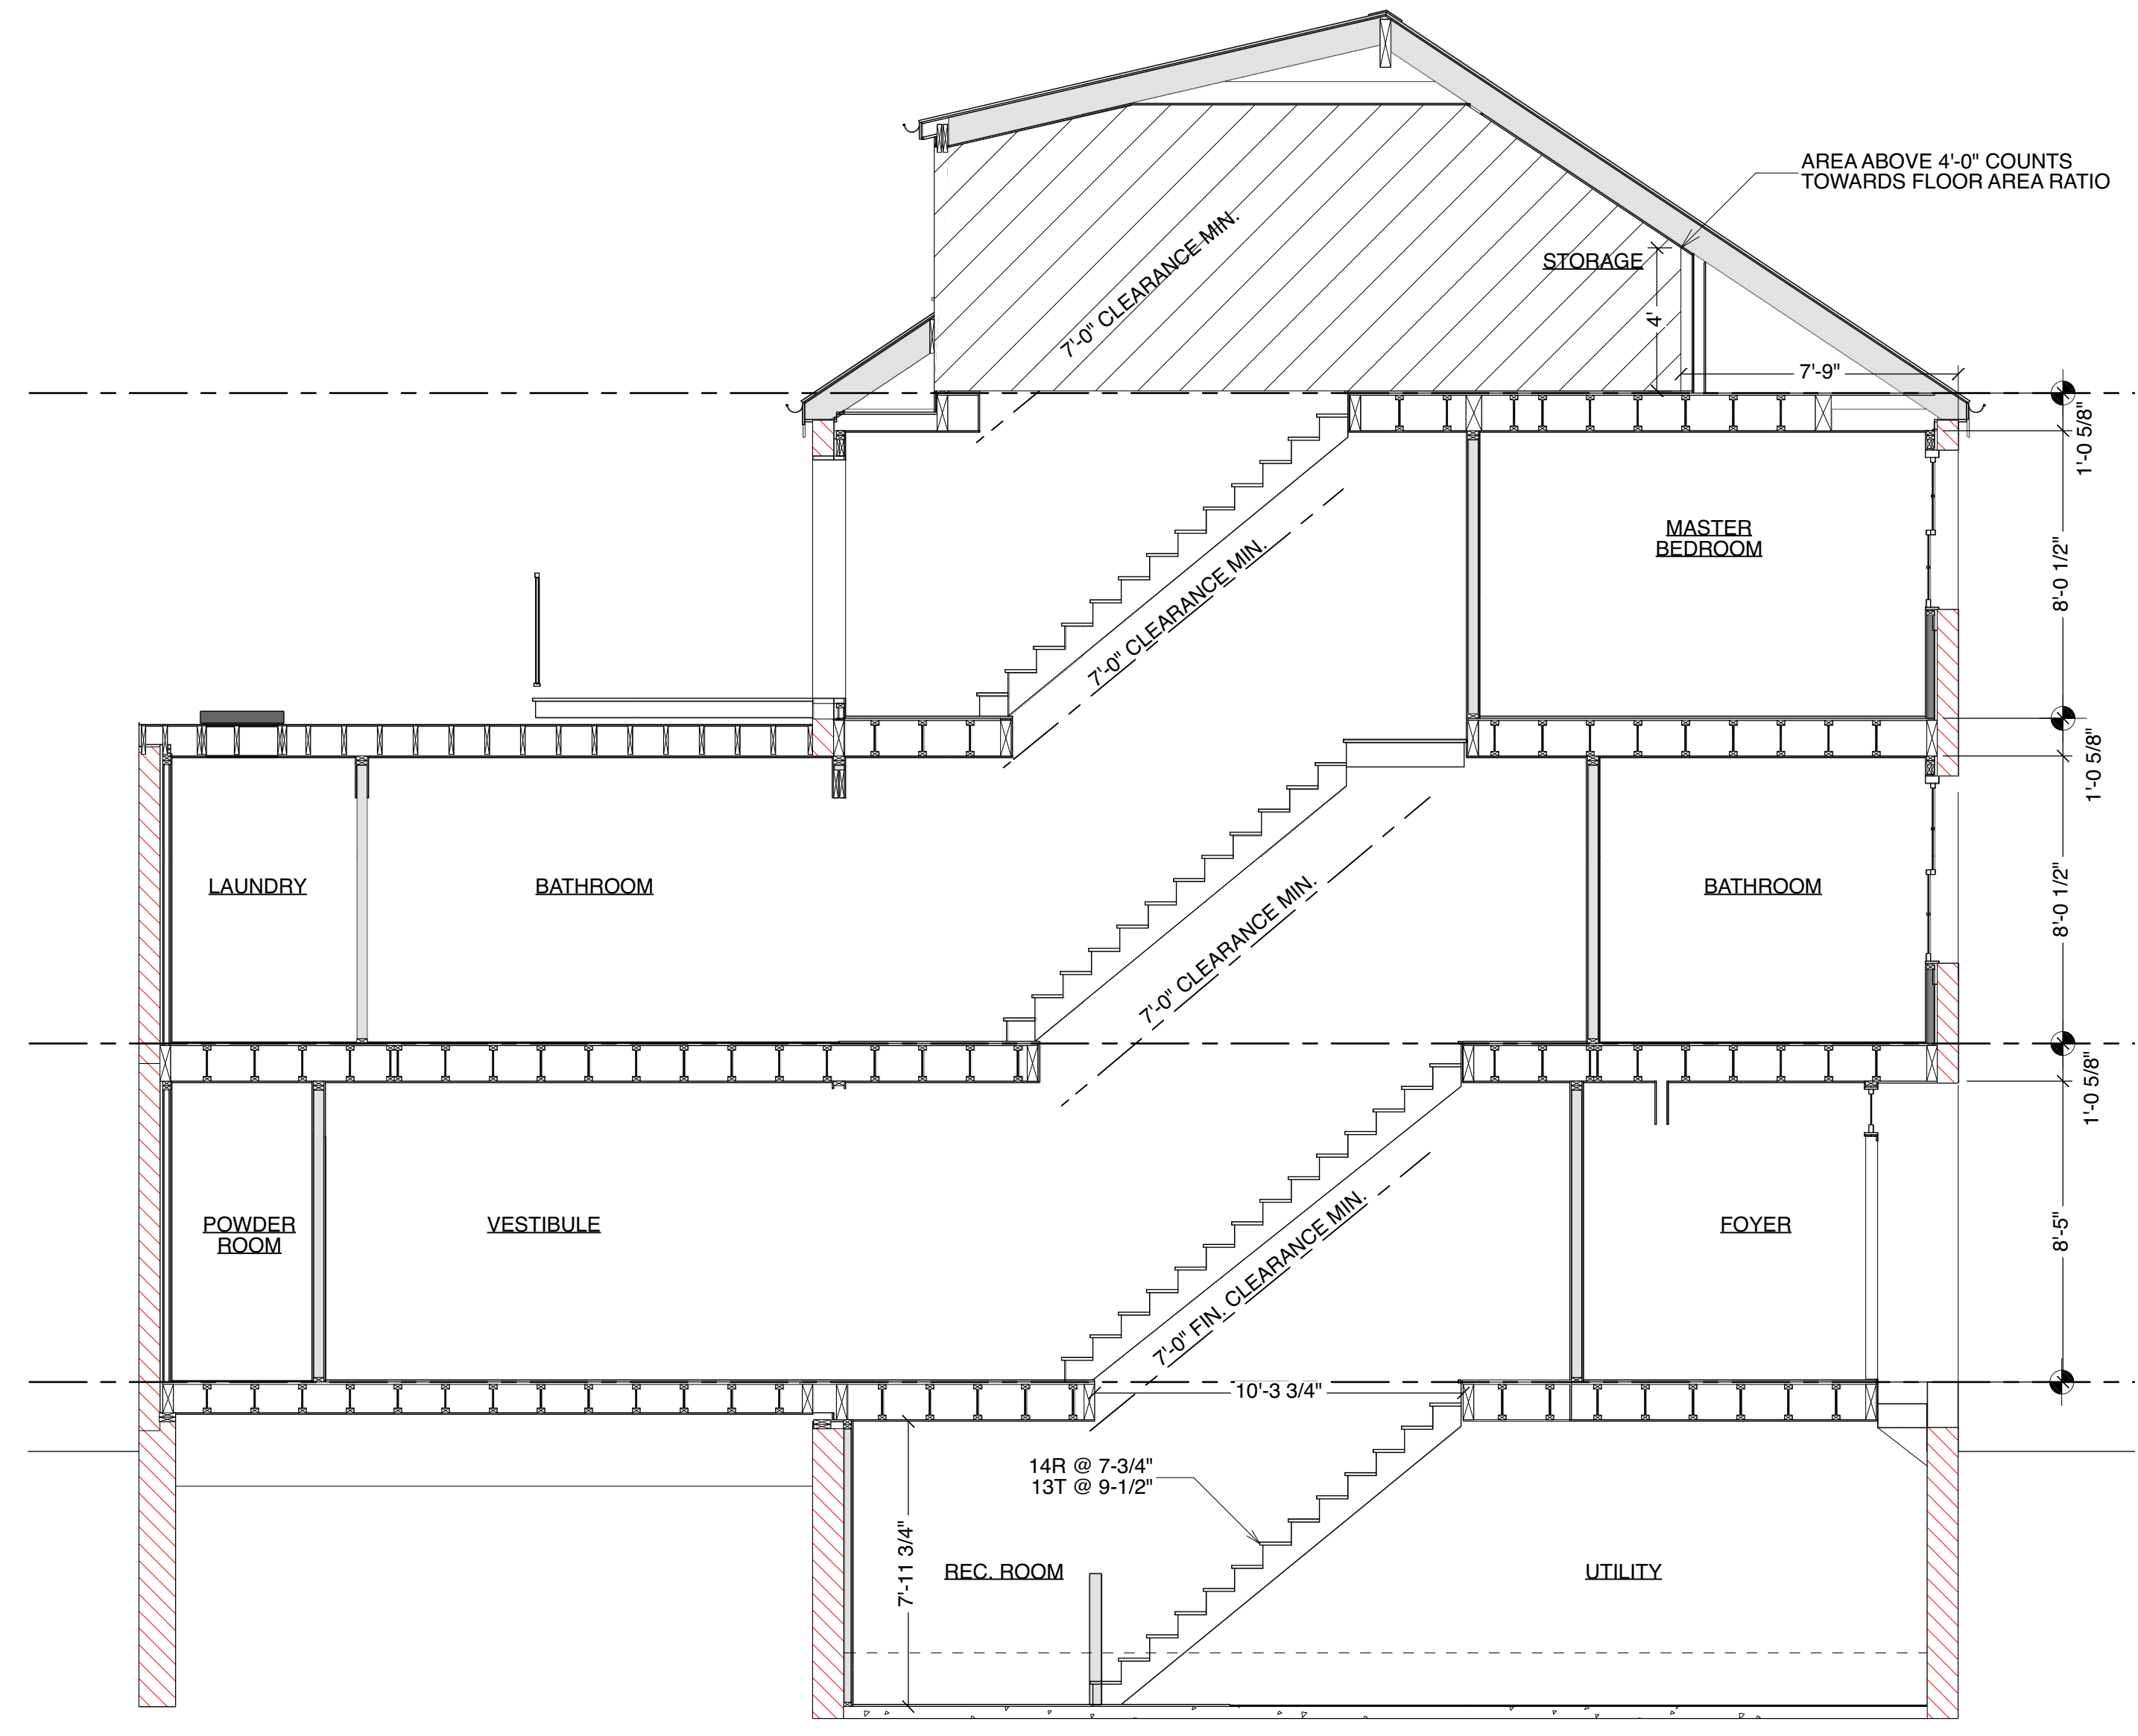 AREA ABOVE 4'-0" COUNTS
TOWARDS FLOOR AREA RATIO
7'-0" CLEARANCE MIN.
STORAGE
4'
7'-9"
1'-0 5/8"
MASTER
BEDROOM
8'-0 1/2"
7'-0" CLEARANCE MIN.
1'-0 5/8"
LAUNDRY
BATHROOM
7'-0" CLEARANCE MIN.
BATHROOM
8'-0 1/2"
1'-0 5/8"
POWDER
ROOM
VESTIBULE
7'-0" FIN. CLEARANCE MIN.
FOYER
8'-5"
10'-3 3/4"
14R @ 7-3/4"
13T @ 9-1/2"
7'-11 3/4"
REC. ROOM
UTILITY